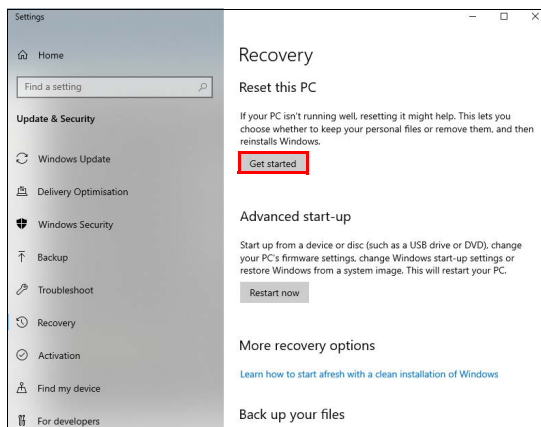 Settings
Home
Find a setting
Update & Security
Windows Update
Delivery Optimisation
Windows Security
Backup
Troubleshoot
Recovery
Activation
Find my device
For developers
Recovery
Reset this PC
If your PC isn't running well, resetting it might help. This lets you
choose whether to keep your personal files or remove them, and then
reinstalls Windows.
Get started
Advanced start-up
Start up from a device or disc (such as a USB drive or DVD), change
your PC's firmware settings, change Windows start-up settings or
restore Windows from a system image. This will restart your PC.
Restart now
More recovery options
Learn how to start afresh with a clean installation of Windows
Back up your files